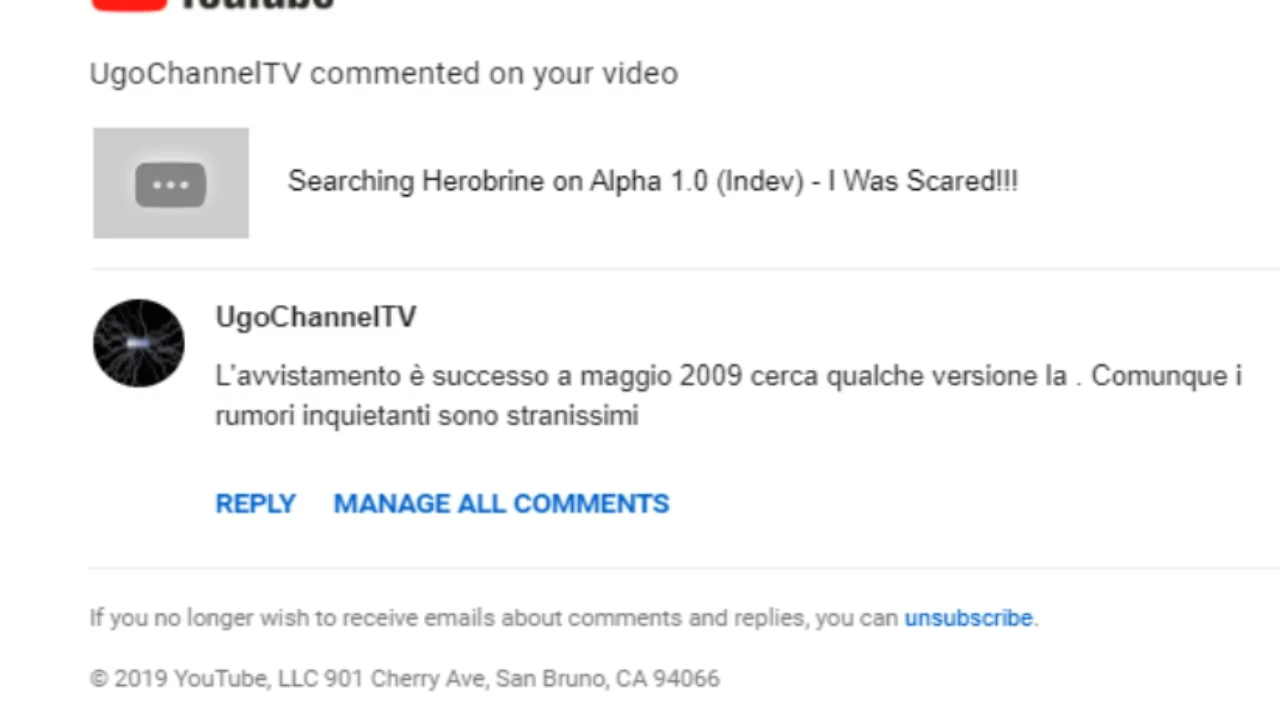 YouTube
UgoChannelTV commented on your video
Searching Herobrine on Alpha 1.0 (Indev) - I Was Scared!!!
UgoChannelTV
L'avvistamento è successo a maggio 2009 cerca qualche versione la . Comunque i
rumori inquietanti sono stranissimi
REPLY MANAGE ALL COMMENTS
If you no longer wish to receive emails about comments and replies, you can unsubscribe.
© 2019 YouTube, LLC 901 Cherry Ave, San Bruno, CA 94066